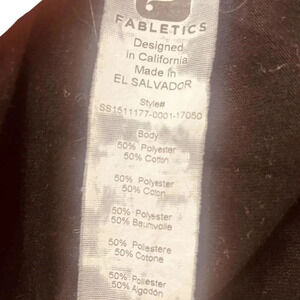 FABLETICS
Designed
in California
Made in
EL SALVADOR
Style#
SS1511177-0001-17050
Body
50% Polyester
50% Cotton
50% Polyester
50% Coton
50% Polyester
50% Baumwolle
50% Poliestere
50% Cotone
50% Poliester
50% Algodón